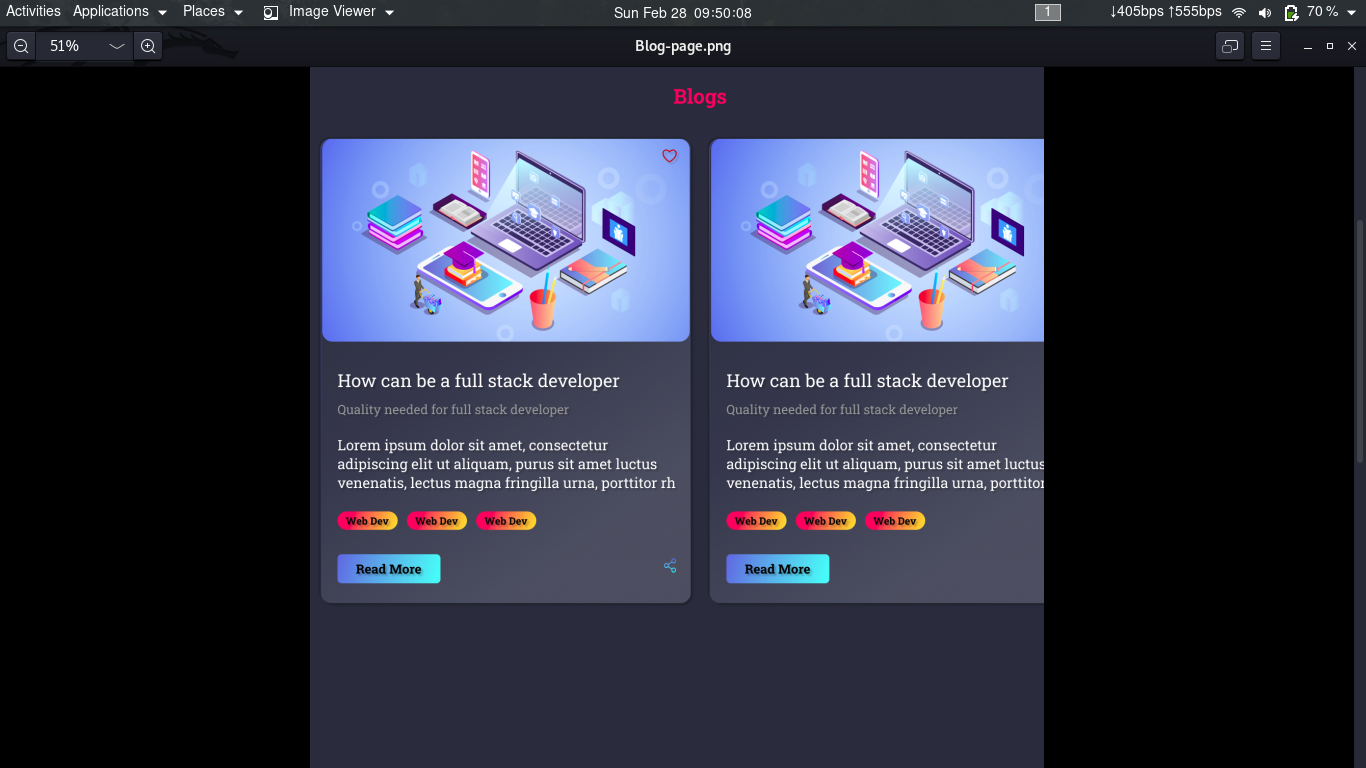 Activities Applications Places Image Viewer Sun Feb 28 09:50:08 1 ↓405bps ↑555bps 70 %
51% Blog-page.png
Blogs
How can be a full stack developer
Quality needed for full stack developer
Lorem ipsum dolor sit amet, consectetur
adipiscing elit ut aliquam, purus sit amet luctus
venenatis, lectus magna fringilla urna, porttitor rh
Web Dev Web Dev Web Dev
Read More
How can be a full stack developer
Quality needed for full stack developer
Lorem ipsum dolor sit amet, consectetur
adipiscing elit ut aliquam, purus sit amet luctus
venenatis, lectus magna fringilla urna, porttitor
Web Dev Web Dev Web Dev
Read More